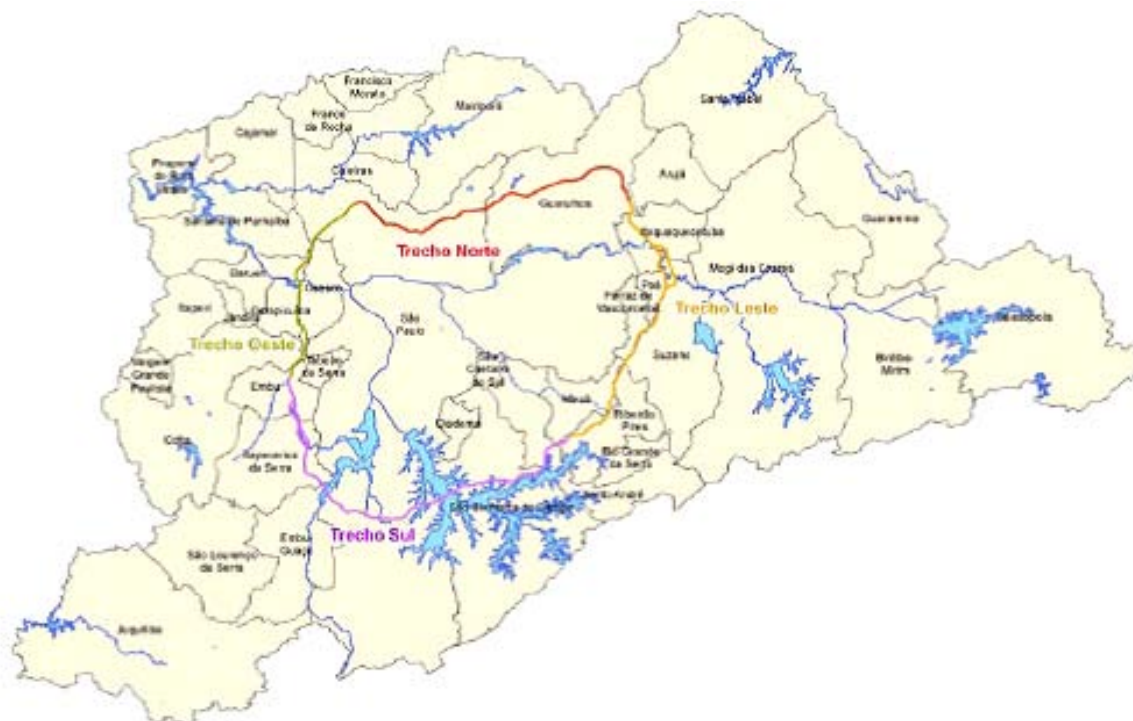 Francisco
Morato
Franco
da Rocha
Mairiporã
Santa Isabel
Cajamar
Caieiras
Pirapora
do Bom
Jesus
Arujá
Guarulhos
Santana de Parnaíba
Guararema
Itaquaquecetuba
Trecho Norte
Barueri
Mogi das Cruzes
Osasco
Poá
Ferraz de
Vasconcelos
Itapevi
Jandira
Carapicuíba
Trecho Leste
São
Paulo
Salesópolis
Trecho Oeste
Suzano
Biritiba
Mirim
Taboão
da Serra
São
Caetano
do Sul
Vargem
Grande
Paulista
Embu
Mauá
Ribeirão
Pires
Diadema
Cotia
Itapecerica
da Serra
Rio Grande
da Serra
Santo André
São Bernardo do Campo
Trecho Sul
Embu
Guaçu
São Lourenço
da Serra
Juquitiba